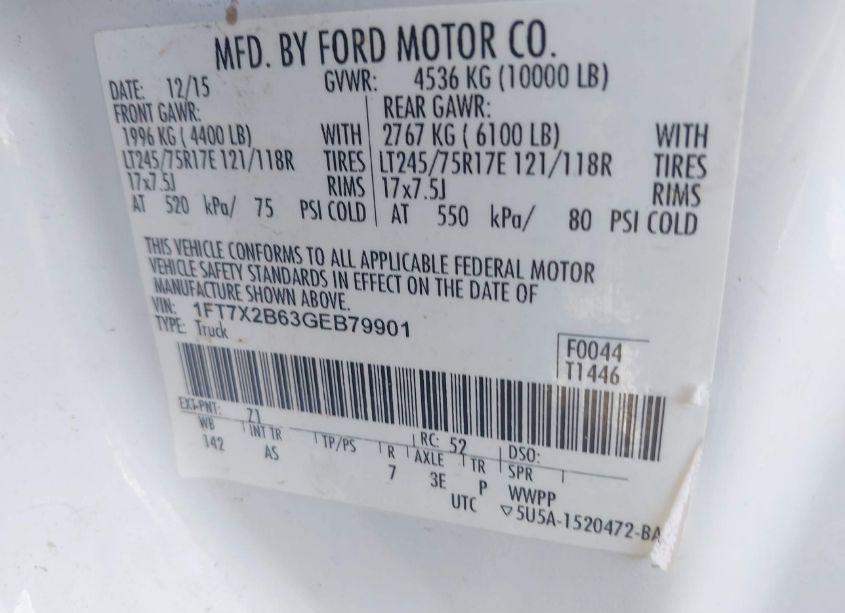 MFD. BY FORD MOTOR CO.
DATE: 12/15 GVWR: 4536 KG (10000 LB)
FRONT GAWR: REAR GAWR:
1996 KG ( 4400 LB) WITH 2767 KG ( 6100 LB) WITH
LT245/75R17E 121/118R TIRES LT245/75R17E 121/118R TIRES
17x7.5J RIMS 17x7.5J RIMS
AT 520 kPa/ 75 PSI COLD AT 550 kPa/ 80 PSI COLD
THIS VEHICLE CONFORMS TO ALL APPLICABLE FEDERAL MOTOR
VEHICLE SAFETY STANDARDS IN EFFECT ON THE DATE OF
MANUFACTURE SHOWN ABOVE.
VIN: 1FT7X2B63GEB79901
TYPE: Truck
F0044
T1446
EXT-PNT: 71 RC: 52 DSO:
WB INT TR TP/PS R AXLE TR SPR
142 AS 7 3E P WWPP
UTC ▽5U5A-1520472-BA